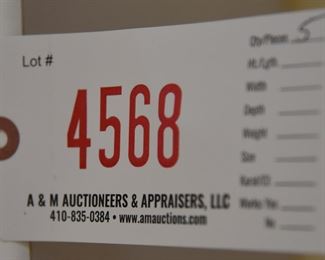 Lot #
4568
A & M AUCTIONEERS & APPRAISERS, LLC
410-835-0384 • www.amauctions.com
Qty/Pieces 5
Ht./Lgth.
Width
Depth
Weight
Size
Karat/CI
Works Yes
No